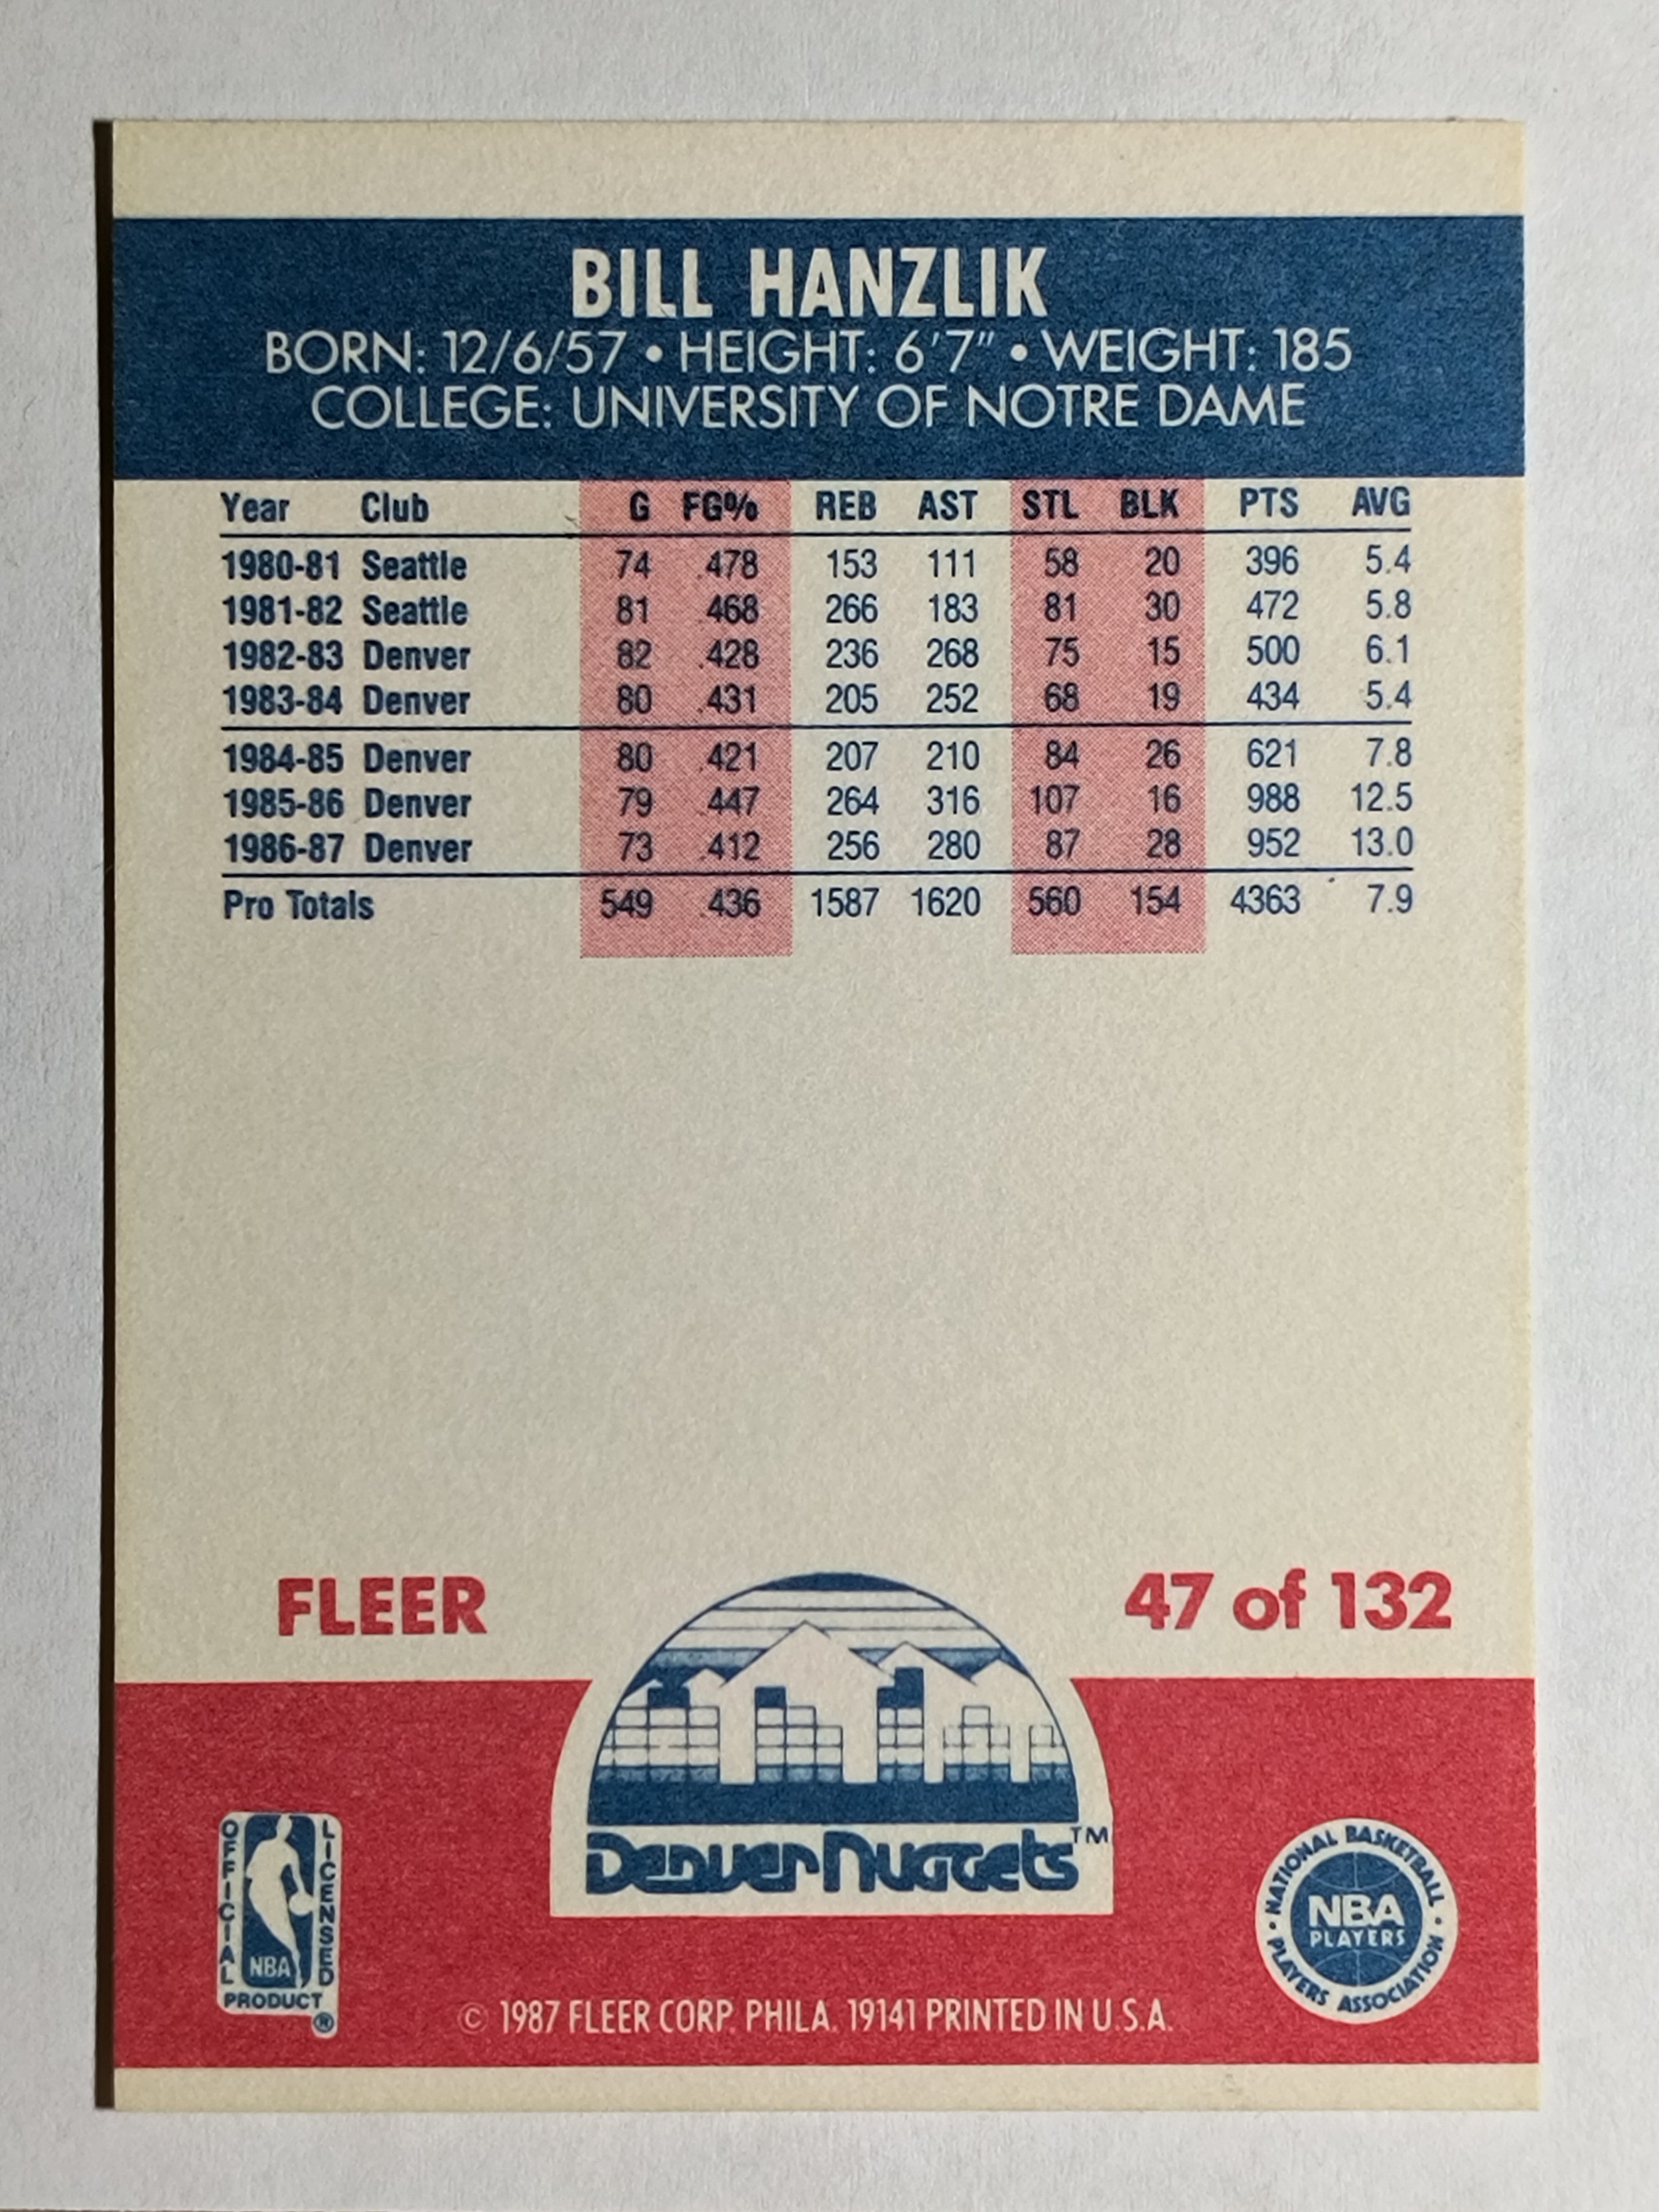 BILL HANZLIK
BORN: 12/6/57 • HEIGHT: 6'7" • WEIGHT: 185
COLLEGE: UNIVERSITY OF NOTRE DAME
Year Club G FG% REB AST STL BLK PTS AVG
1980-81 Seattle 74 .478 153 111 58 20 396 5.4
1981-82 Seattle 81 .468 266 183 81 30 472 5.8
1982-83 Denver 82 .428 236 268 75 15 500 6.1
1983-84 Denver 80 .431 205 252 68 19 434 5.4
1984-85 Denver 80 .421 207 210 84 26 621 7.8
1985-86 Denver 79 .447 264 316 107 16 988 12.5
1986-87 Denver 73 .412 256 280 87 28 952 13.0
Pro Totals 549 .436 1587 1620 560 154 4363 7.9
FLEER
47 of 132
Denver Nuggets™
OFFICIAL LICENSED
NBA
PRODUCT ®
NATIONAL BASKETBALL • PLAYERS ASSOCIATION •
NBA
PLAYERS
© 1987 FLEER CORP. PHILA. 19141 PRINTED IN U.S.A.